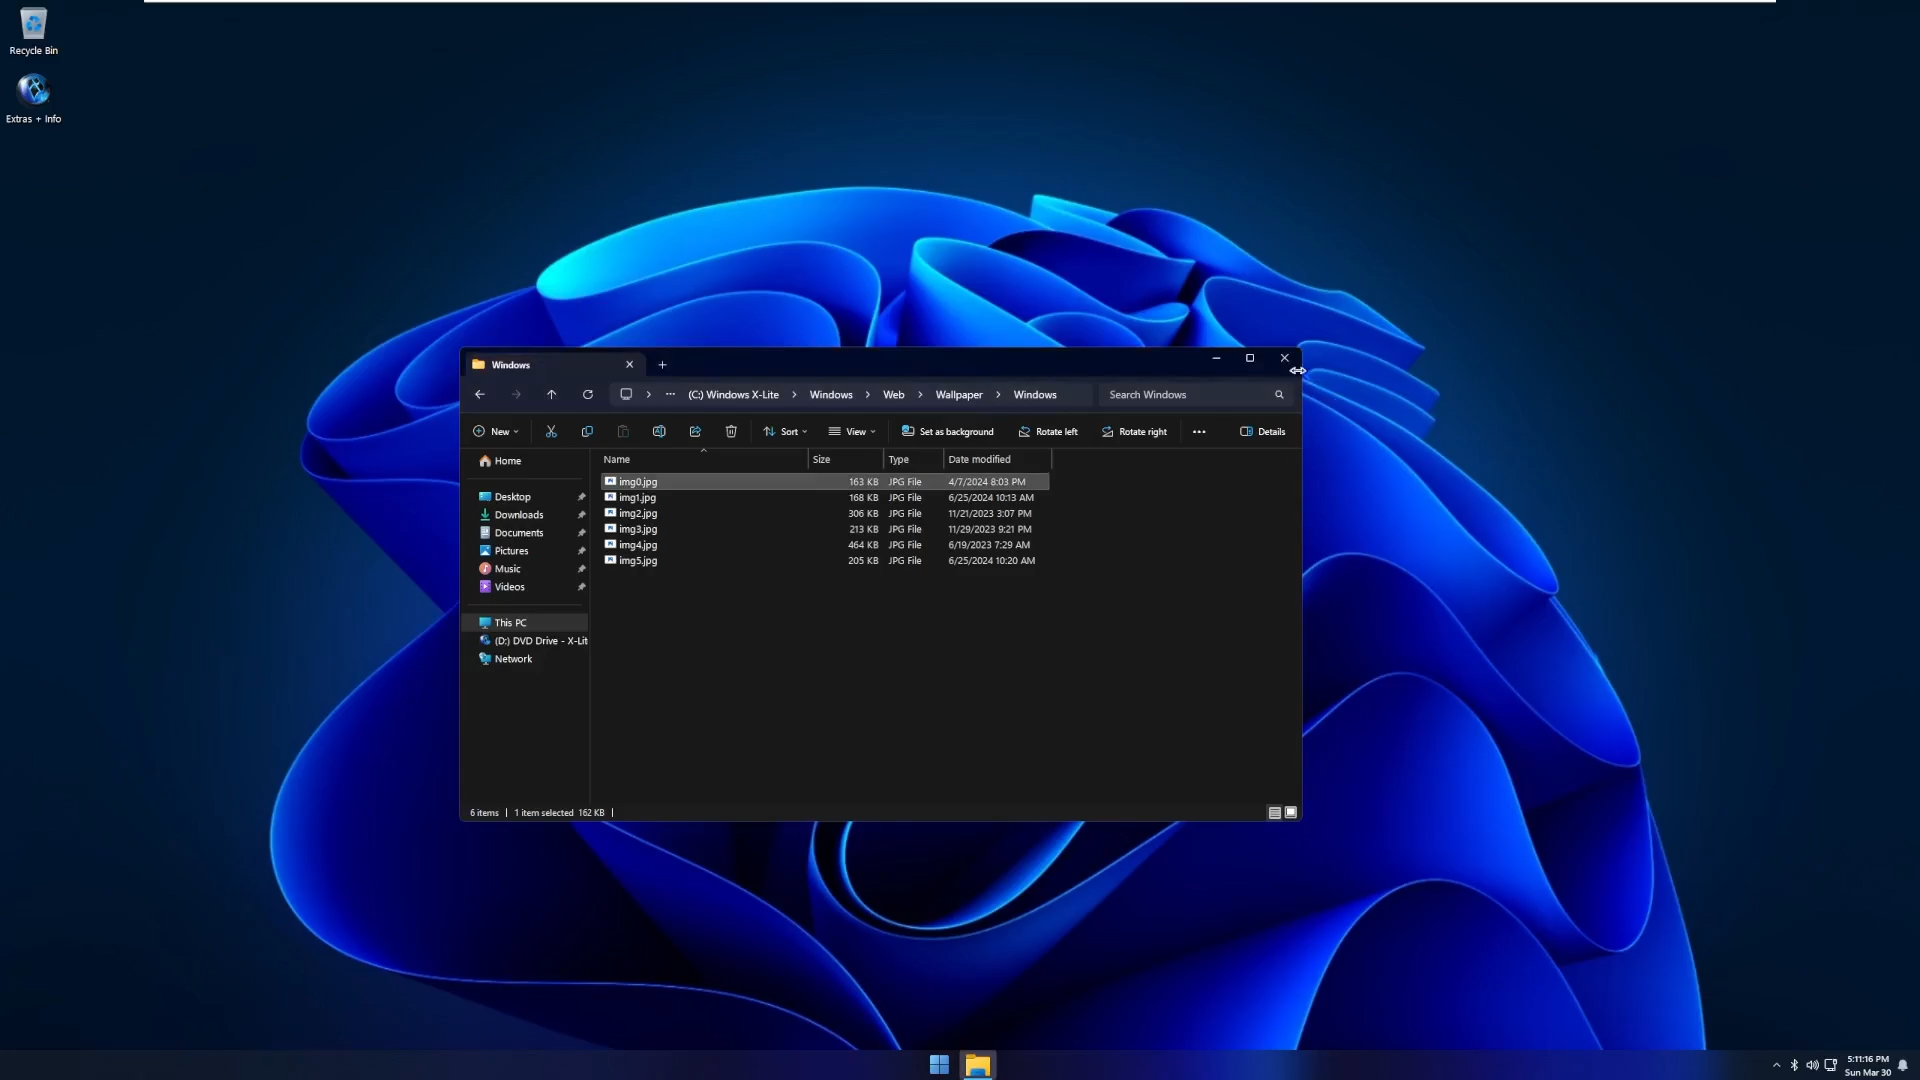 Recycle Bin
Extras + Info
Windows
(C:) Windows X-Lite > Windows > Web > Wallpaper > Windows
Search Windows
New
Sort
View
Set as background
Rotate left
Rotate right
Details
Home
Desktop
Downloads
Documents
Pictures
Music
Videos
This PC
(D:) DVD Drive - X-Lit
Network
Name Size Type Date modified
img0.jpg 163 KB JPG File 4/7/2024 8:03 PM
img1.jpg 168 KB JPG File 6/25/2024 10:13 AM
img2.jpg 306 KB JPG File 11/21/2023 3:07 PM
img3.jpg 213 KB JPG File 11/29/2023 9:21 PM
img4.jpg 464 KB JPG File 6/19/2023 7:29 AM
img5.jpg 205 KB JPG File 6/25/2024 10:20 AM
6 items | 1 item selected 162 KB |
5:11:16 PM
Sun Mar 30